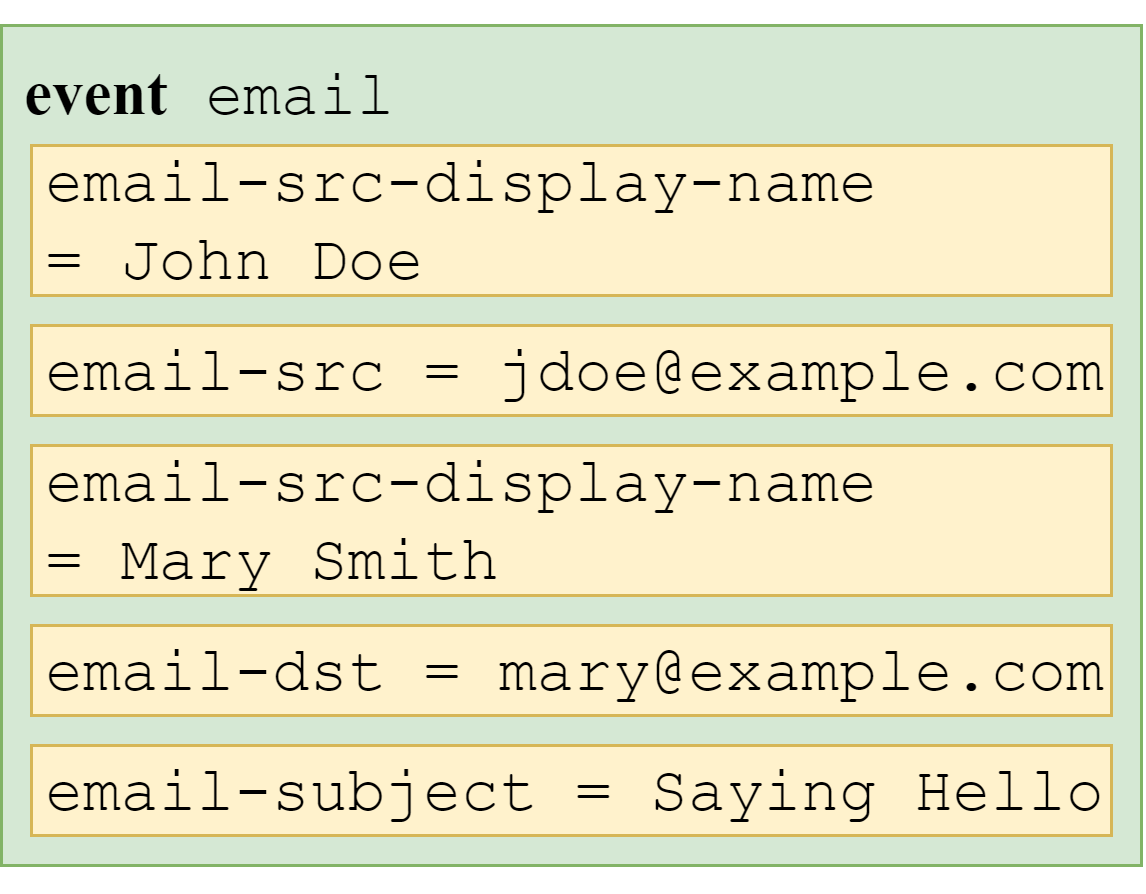 event email
email-src-display-name
= John Doe
email-src = jdoe@example.com
email-src-display-name
= Mary Smith
email-dst = mary@example.com
email-subject = Saying Hello